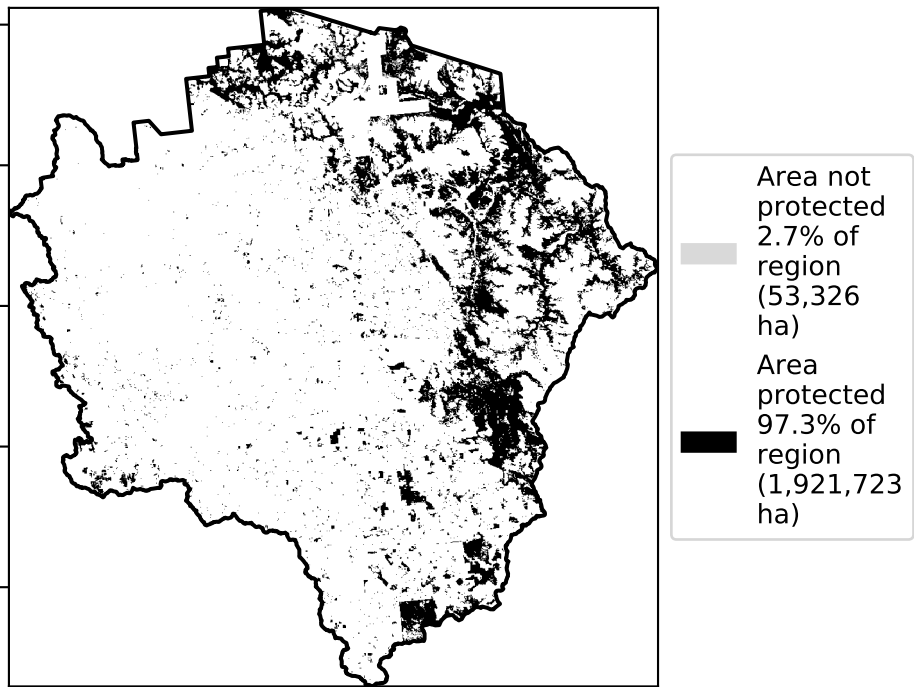 Area not
protected
2.7% of
region
(53,326
ha)
Area
protected
97.3% of
region
(1,921,723
ha)